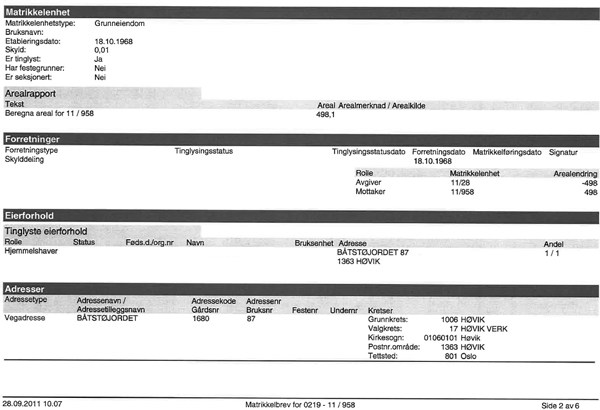 Matrikkelenhet
Matrikkelenhetstype: Grunneiendom
Bruksnavn:
Etableringsdato: 18.10.1968
Skyld: 0,01
Er tinglyst: Ja
Har festegrunner: Nei
Er seksjonert: Nei
Arealrapport
Tekst Areal Arealmerknad / Arealkilde
Beregna areal for 11 / 958 498,1
Forretninger
Forretningstype Tinglysingsstatus Tinglysingsstatusdato Forretningsdato Matrikkelføringsdato Signatur
Skylddeling 18.10.1968
Rolle Matrikkelenhet Arealendring
Avgiver 11/28 -498
Mottaker 11/958 498
Eierforhold
Tinglyste eierforhold
Rolle Status Føds.d./org.nr Navn Bruksenhet Adresse Andel
Hjemmelshaver BÅTSTØJORDET 87 1 / 1
1363 HØVIK
Adresser
Adressetype Adressenavn / Adressekode Adressenr
Adressetilleggsnavn Gårdsnr Bruksnr Festenr Undernr Kretser
Vegadresse BÅTSTØJORDET 1680 87 Grunnkrets: 1006 HØVIK
Valgkrets: 17 HØVIK VERK
Kirkesogn: 01060101 Høvik
Postnr.område: 1363 HØVIK
Tettsted: 801 Oslo
28.09.2011 10.07 Matrikkelbrev for 0219 - 11 / 958 Side 2 av 6